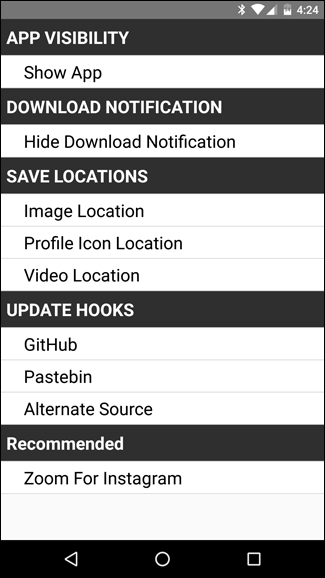 4:24
APP VISIBILITY
Show App
DOWNLOAD NOTIFICATION
Hide Download Notification
SAVE LOCATIONS
Image Location
Profile Icon Location
Video Location
UPDATE HOOKS
GitHub
Pastebin
Alternate Source
Recommended
Zoom For Instagram